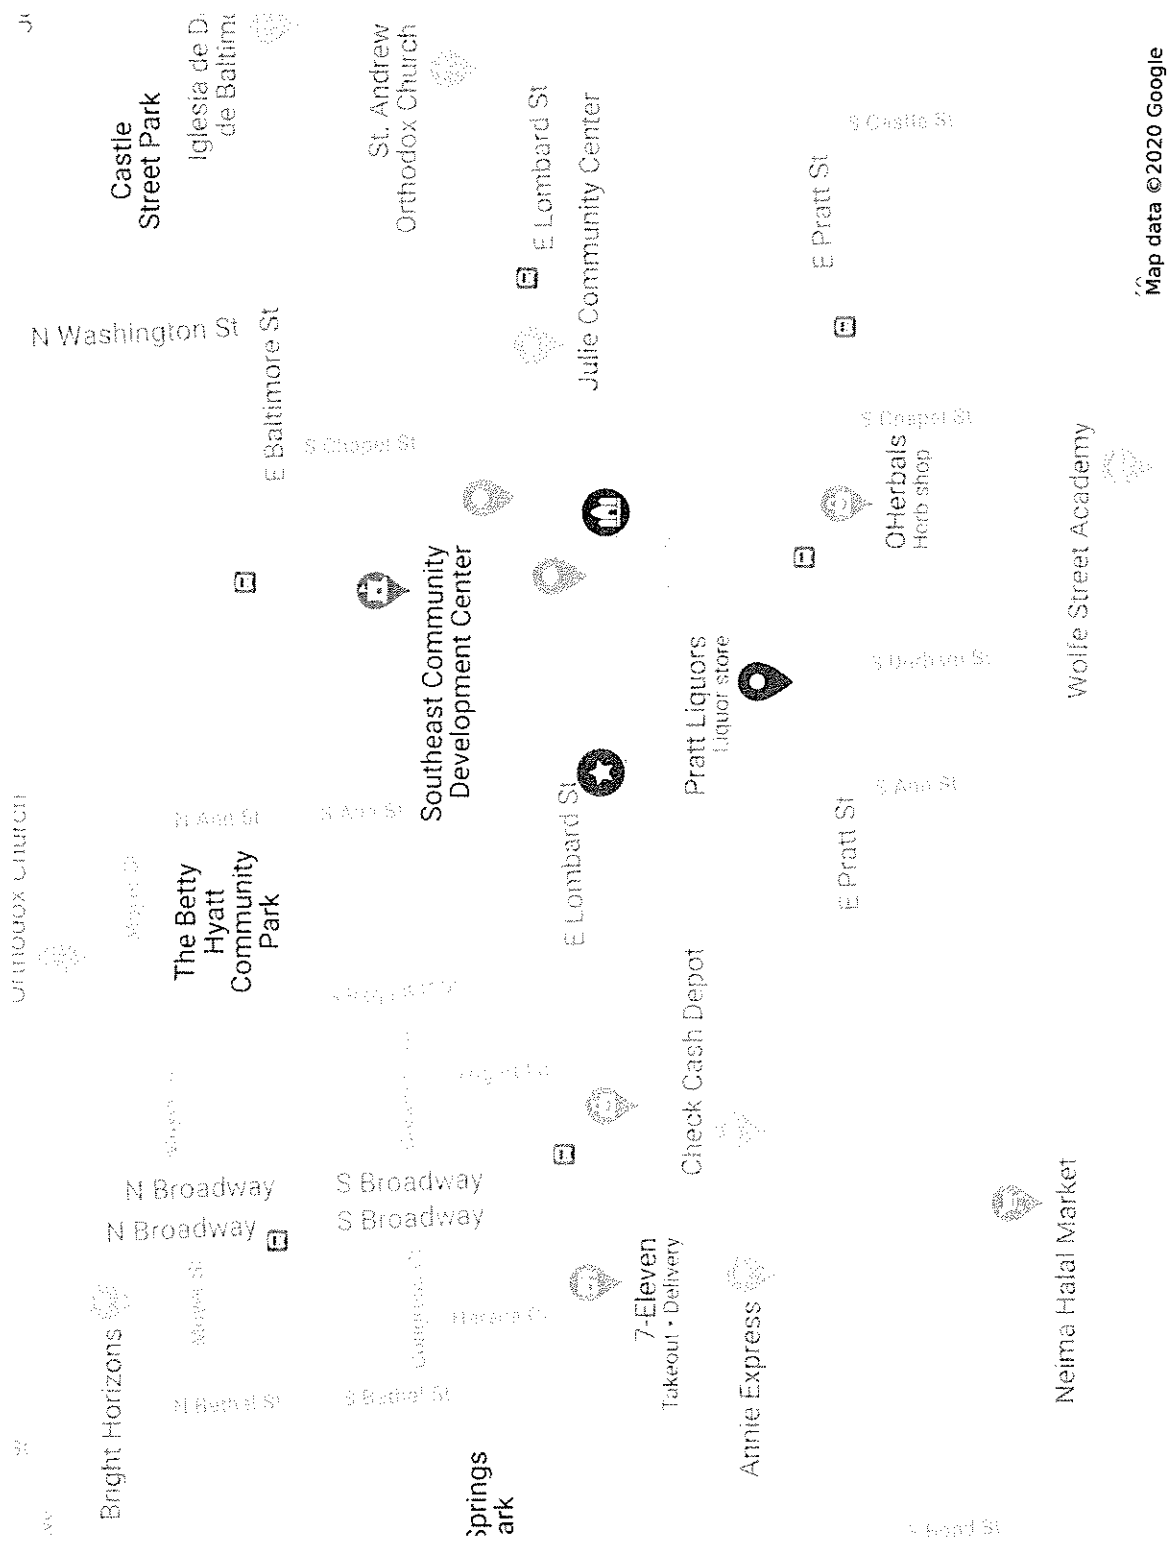 Castle
Street Park
Iglesia de D
de Baltim
St. Andrew
Orthodox Church
E Lombard St
Julie Community Center
E Pratt St
S Castle St
N Washington St
E Baltimore St
S Chapel St
S Chapel St
OHerbals
Herb shop
Wolfe Street Academy
Southeast Community
Development Center
Pratt Liquors
Liquor store
S Durham St
N Ann St
S Ann St
S Ann St
E Lombard St
E Pratt St
Orthodox Church
The Betty
Hyatt
Community
Park
Check Cash Depot
N Broadway
N Broadway
S Broadway
S Broadway
Bright Horizons
N Bethel St
S Bethel St
7-Eleven
Takeout • Delivery
Annie Express
Neima Halal Market
Springs
ark
S Bond St
Map data ©2020 Google